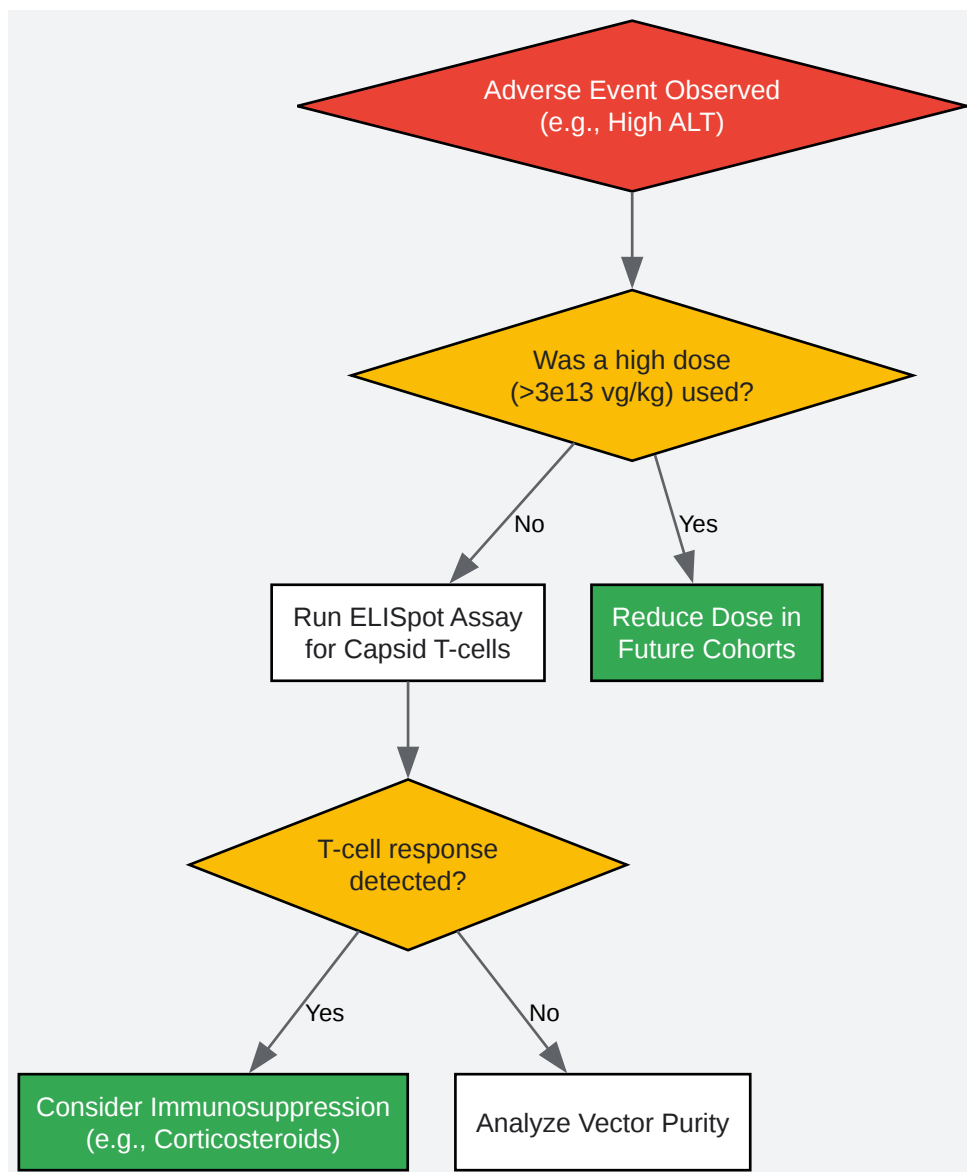 Adverse Event Observed
(e.g., High ALT)
Was a high dose
(>3e13 vg/kg) used?
No
Yes
Run ELISpot Assay
for Capsid T-cells
Reduce Dose in
Future Cohorts
T-cell response
detected?
Yes
No
Consider Immunosuppression
(e.g., Corticosteroids)
Analyze Vector Purity